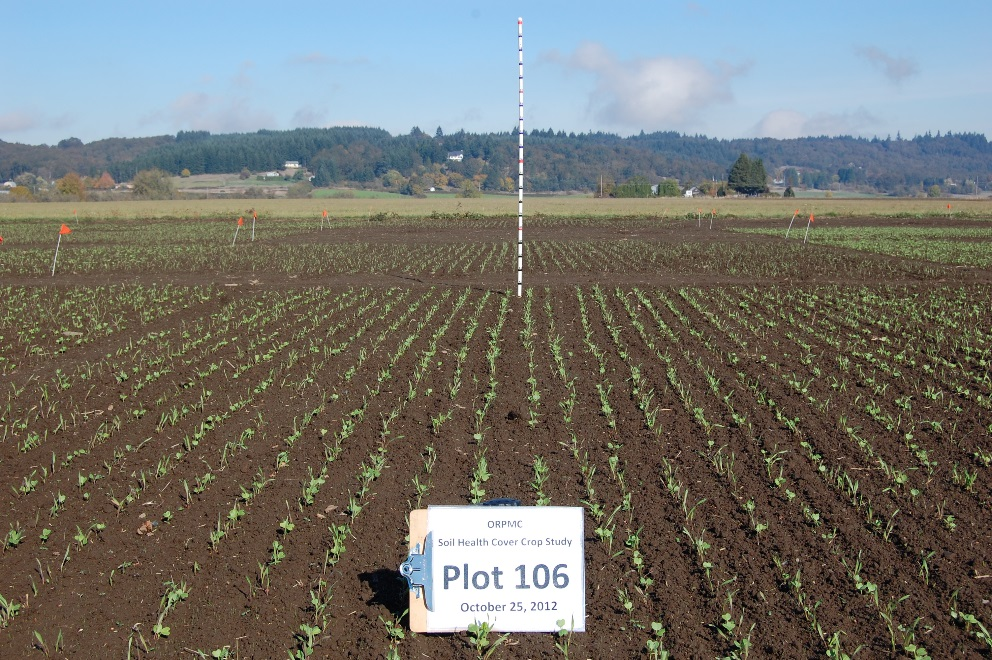 ORPMC
Soil Health Cover Crop Study
Plot 106
October 25, 2012